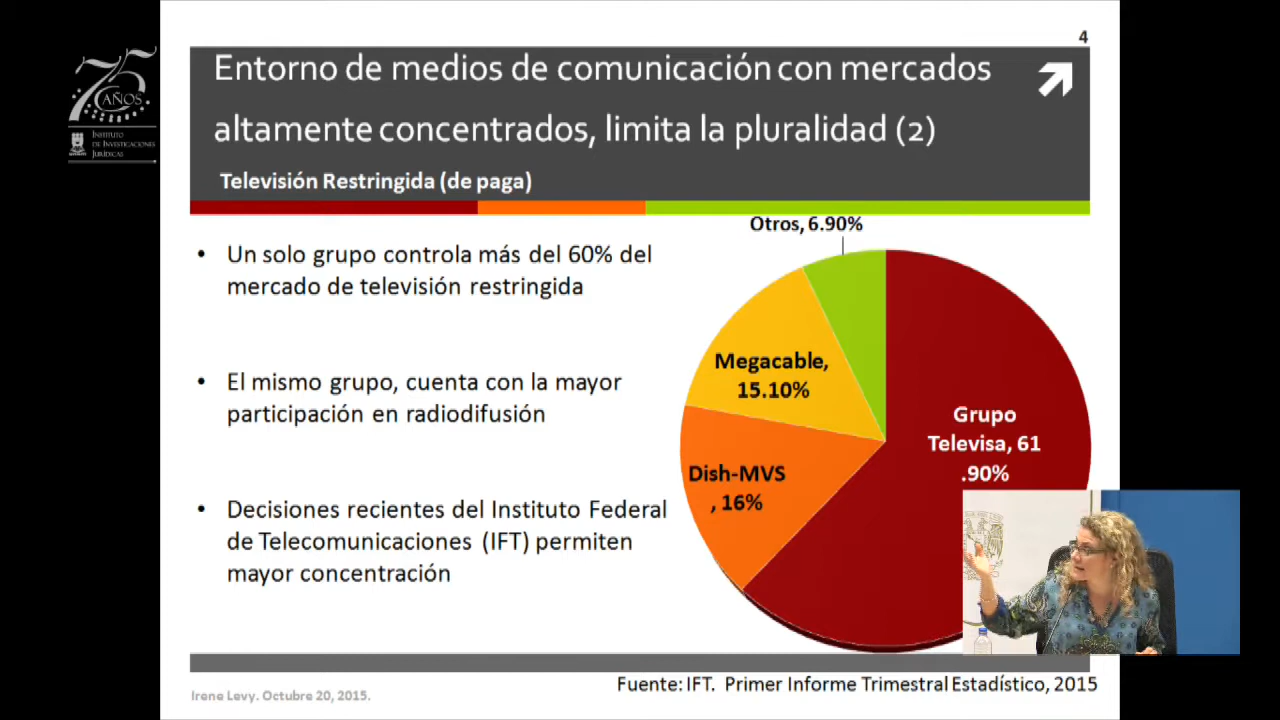 4
Entorno de medios de comunicación con mercados
altamente concentrados, limita la pluralidad (2)
Televisión Restringida (de paga)
75
AÑOS
INSTITUTO
DE INVESTIGACIONES
JURÍDICAS
• Un solo grupo controla más del 60% del
mercado de televisión restringida
• El mismo grupo, cuenta con la mayor
participación en radiodifusión
• Decisiones recientes del Instituto Federal
de Telecomunicaciones (IFT) permiten
mayor concentración
Otros, 6.90%
Megacable,
15.10%
Dish-MVS
, 16%
Grupo
Televisa, 61
.90%
Fuente: IFT. Primer Informe Trimestral Estadístico, 2015
Irene Levy. Octubre 20, 2015.